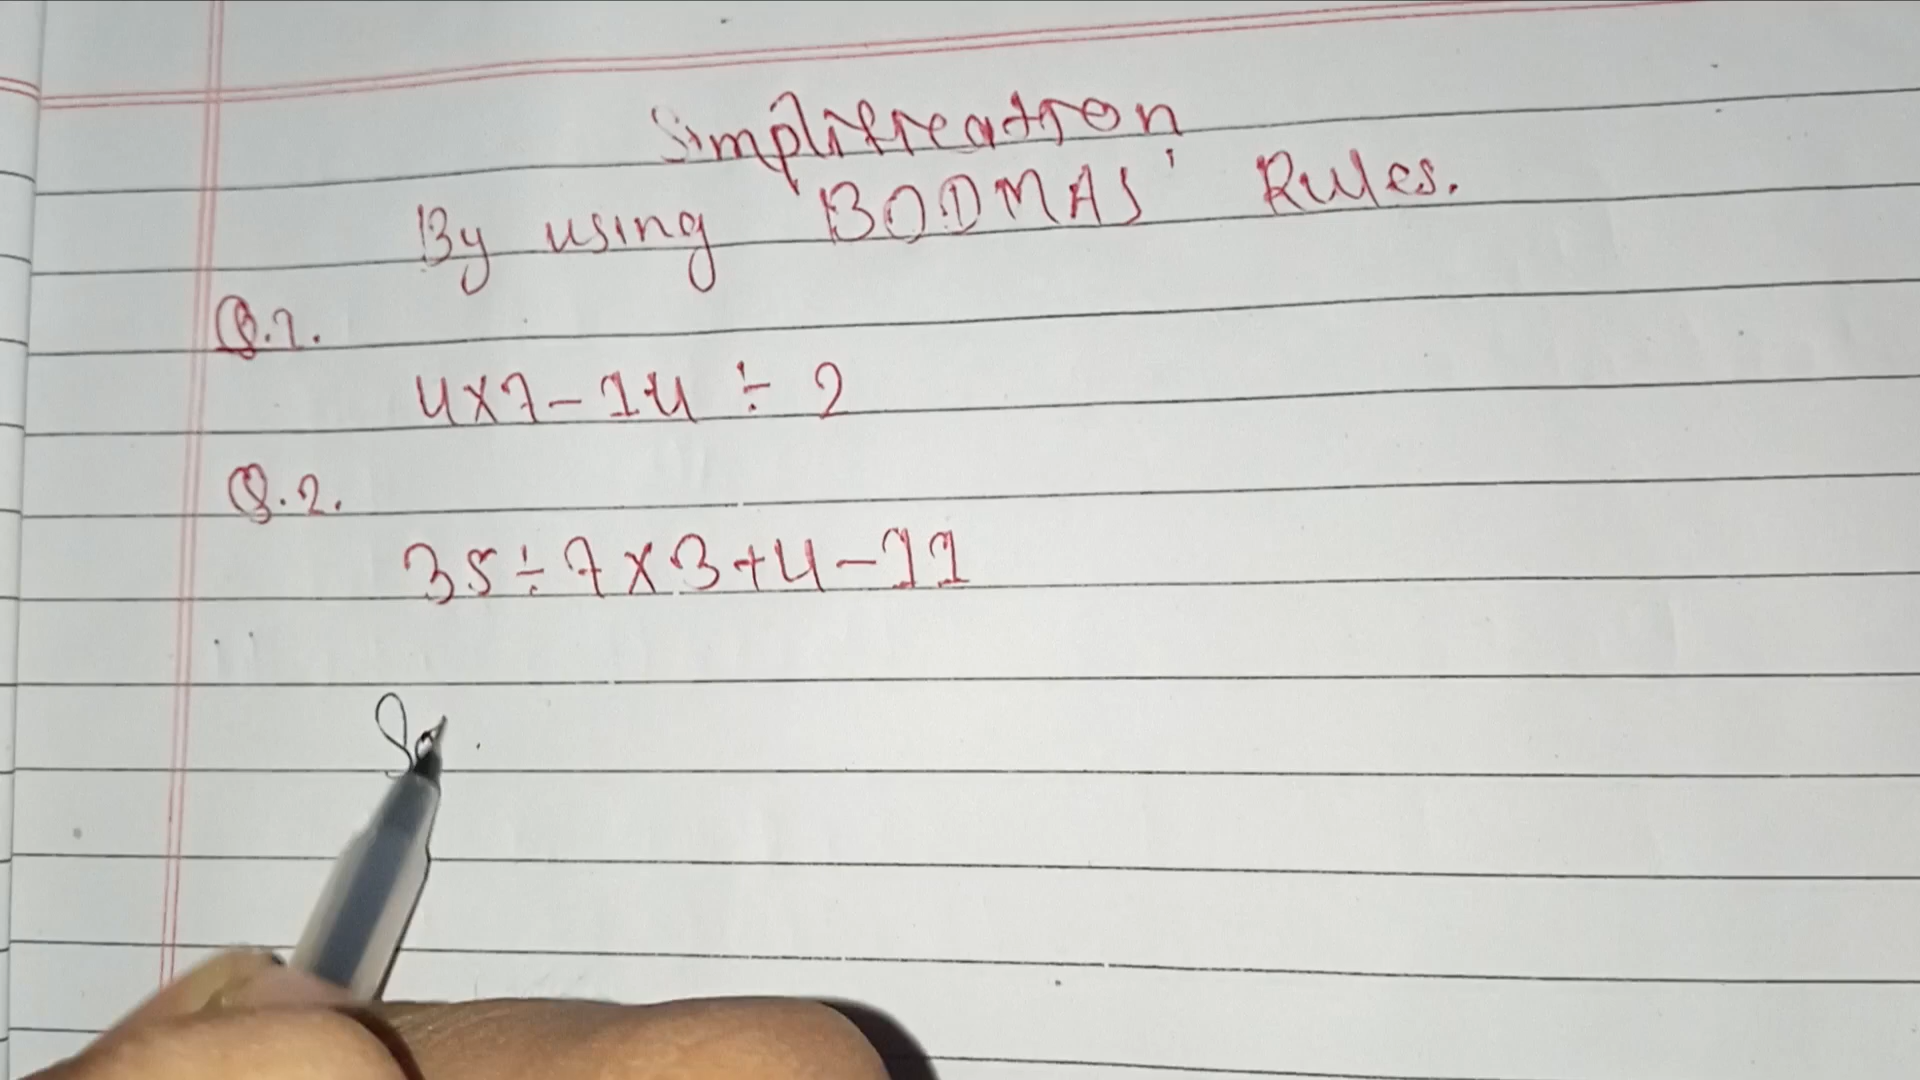 Simplification
By using 'BODMAS' Rules.
Q.1.
4×7-14 ÷ 2
Q.2.
35÷7×3+4-11
So